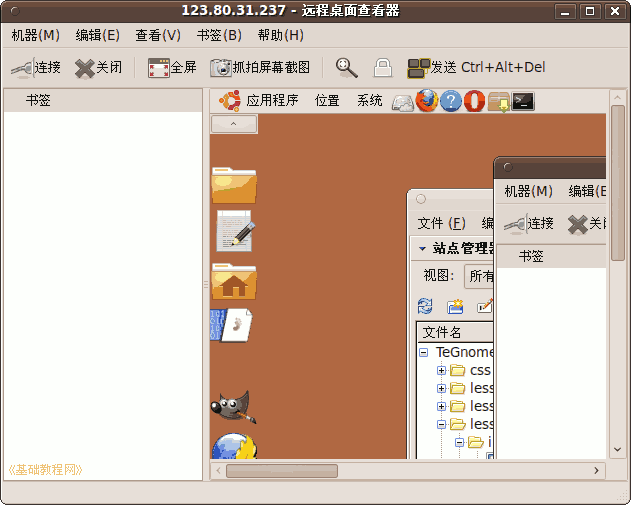 123.80.31.237 - 远程桌面查看器
机器(M) 编辑(E) 查看(V) 书签(B) 帮助(H)
连接 关闭 全屏 抓拍屏幕截图 发送 Ctrl+Alt+Del
书签
应用程序 位置 系统
机器(M) 编辑(E
文件 (F) 编
连接 关
站点管理器
书签
视图: 所有
文件名
TeGnome
css
less
less
less
i
《基础教程网》